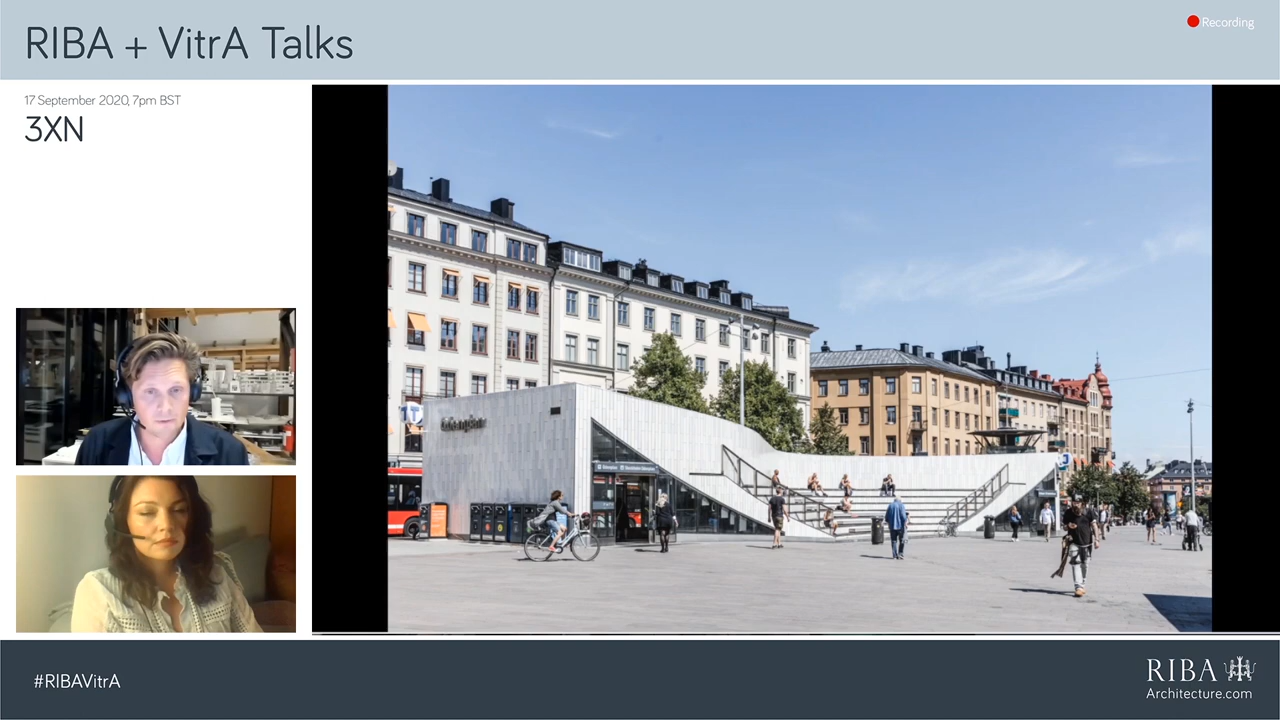 RIBA + VitrA Talks
Recording
17 September 2020, 7pm BST
3XN
#RIBAVitrA
RIBA
Architecture.com